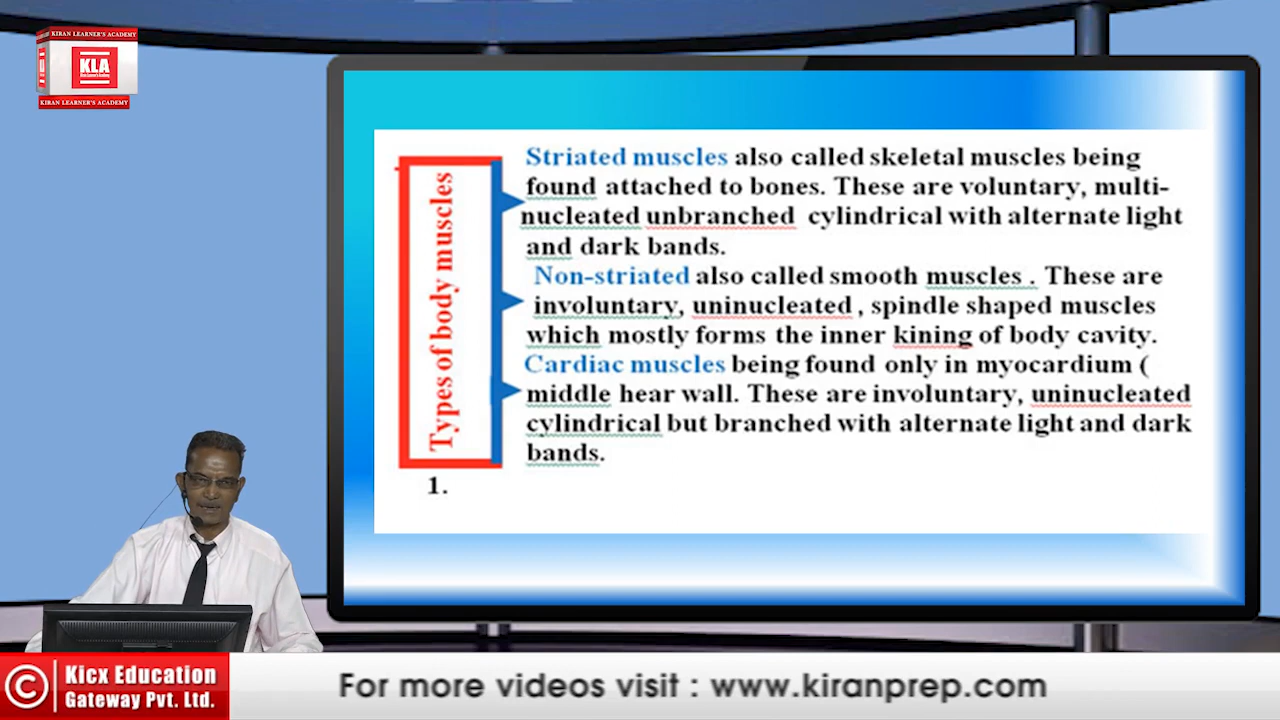 KIRAN LEARNER'S ACADEMY
KLA
Kiran Learner's Academy
KIRAN LEARNER'S ACADEMY
Types of body muscles
Striated muscles also called skeletal muscles being
found attached to bones. These are voluntary, multi-
nucleated unbranched cylindrical with alternate light
and dark bands.
Non-striated also called smooth muscles . These are
involuntary, uninucleated , spindle shaped muscles
which mostly forms the inner kining of body cavity.
Cardiac muscles being found only in myocardium (
middle hear wall. These are involuntary, uninucleated
cylindrical but branched with alternate light and dark
bands.
1.
© Kicx Education
Gateway Pvt. Ltd.
For more videos visit : www.kiranprep.com